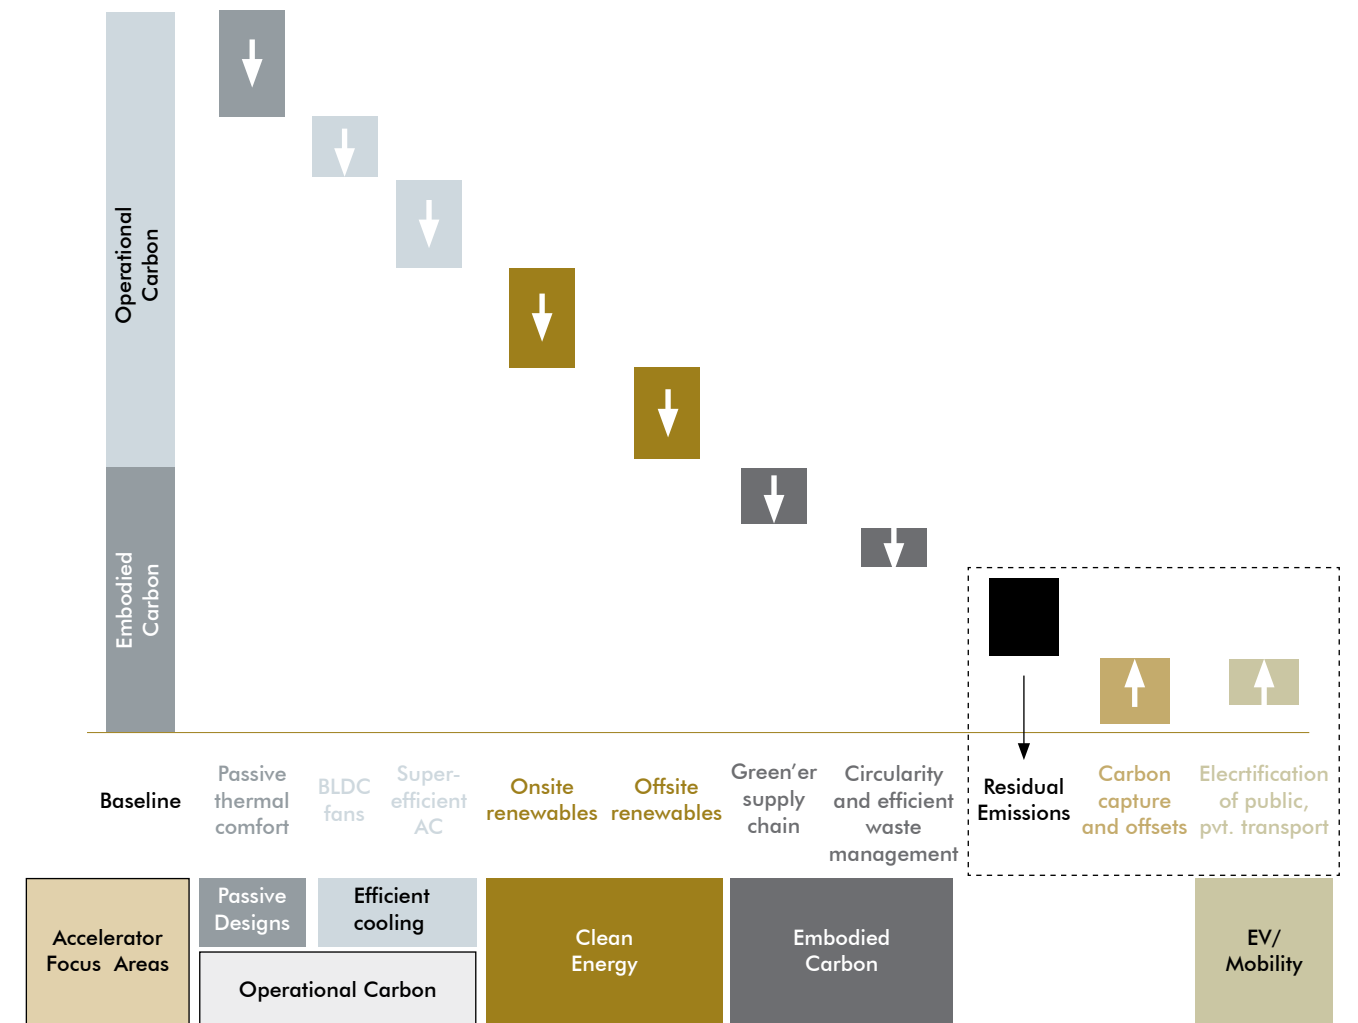 Operational
Carbon
Embodied
Carbon
Baseline
Passive
thermal
comfort
BLDC
fans
Super-
efficient
AC
Onsite
renewables
Offsite
renewables
Green’er
supply
chain
Circularity
and efficient
waste
management
Residual
Emissions
Carbon
capture
and offsets
Elecrtification
of public,
pvt. transport
Accelerator
Focus Areas
Passive
Designs
Efficient
cooling
Operational Carbon
Clean
Energy
Embodied
Carbon
EV/
Mobility